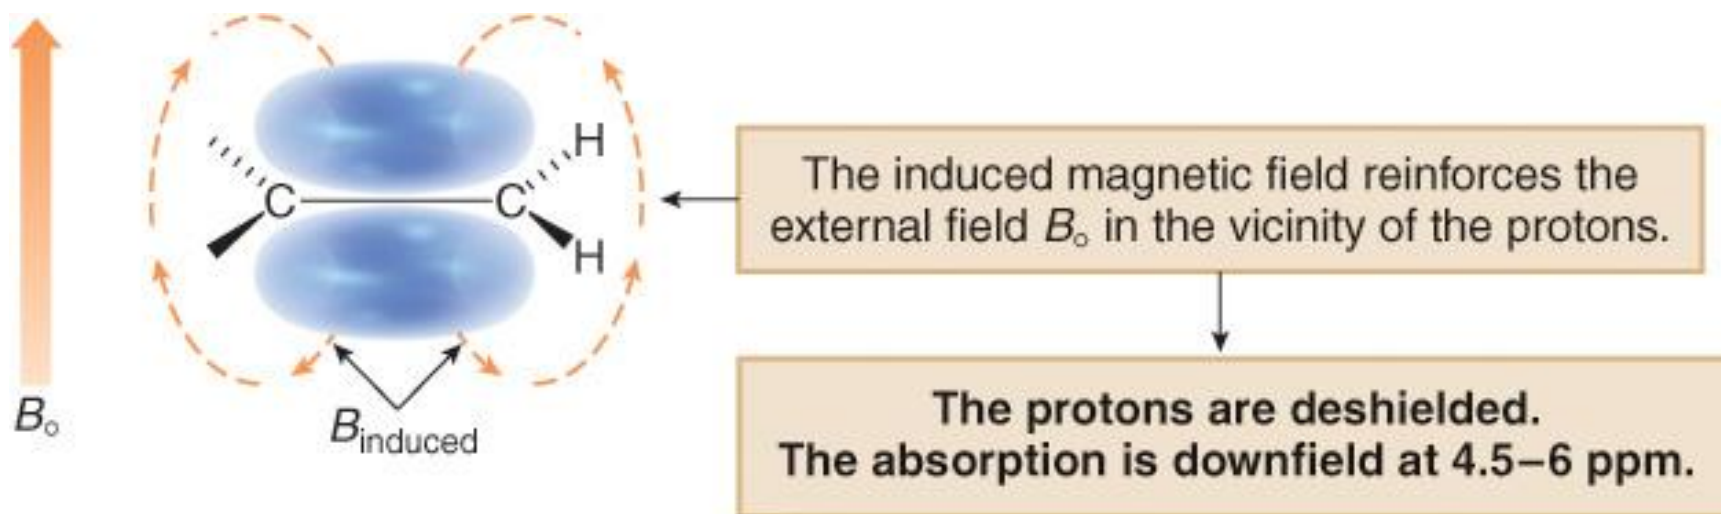 H
C
C
H
The induced magnetic field reinforces the
external field Bₒ in the vicinity of the protons.
Bₒ
B induced
The protons are deshielded.
The absorption is downfield at 4.5–6 ppm.